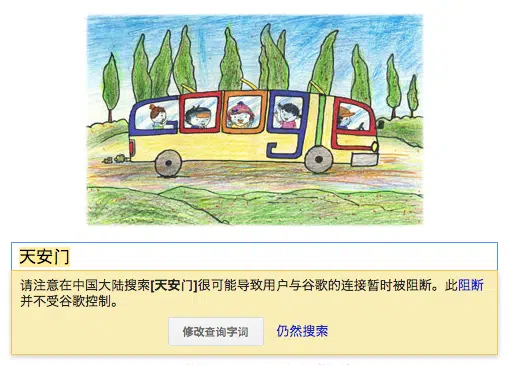 Google
天安门
请注意在中国大陆搜索[天安门]很可能导致用户与谷歌的连接暂时被阻断。此阻断
并不受谷歌控制。
修改查询字词 仍然搜索